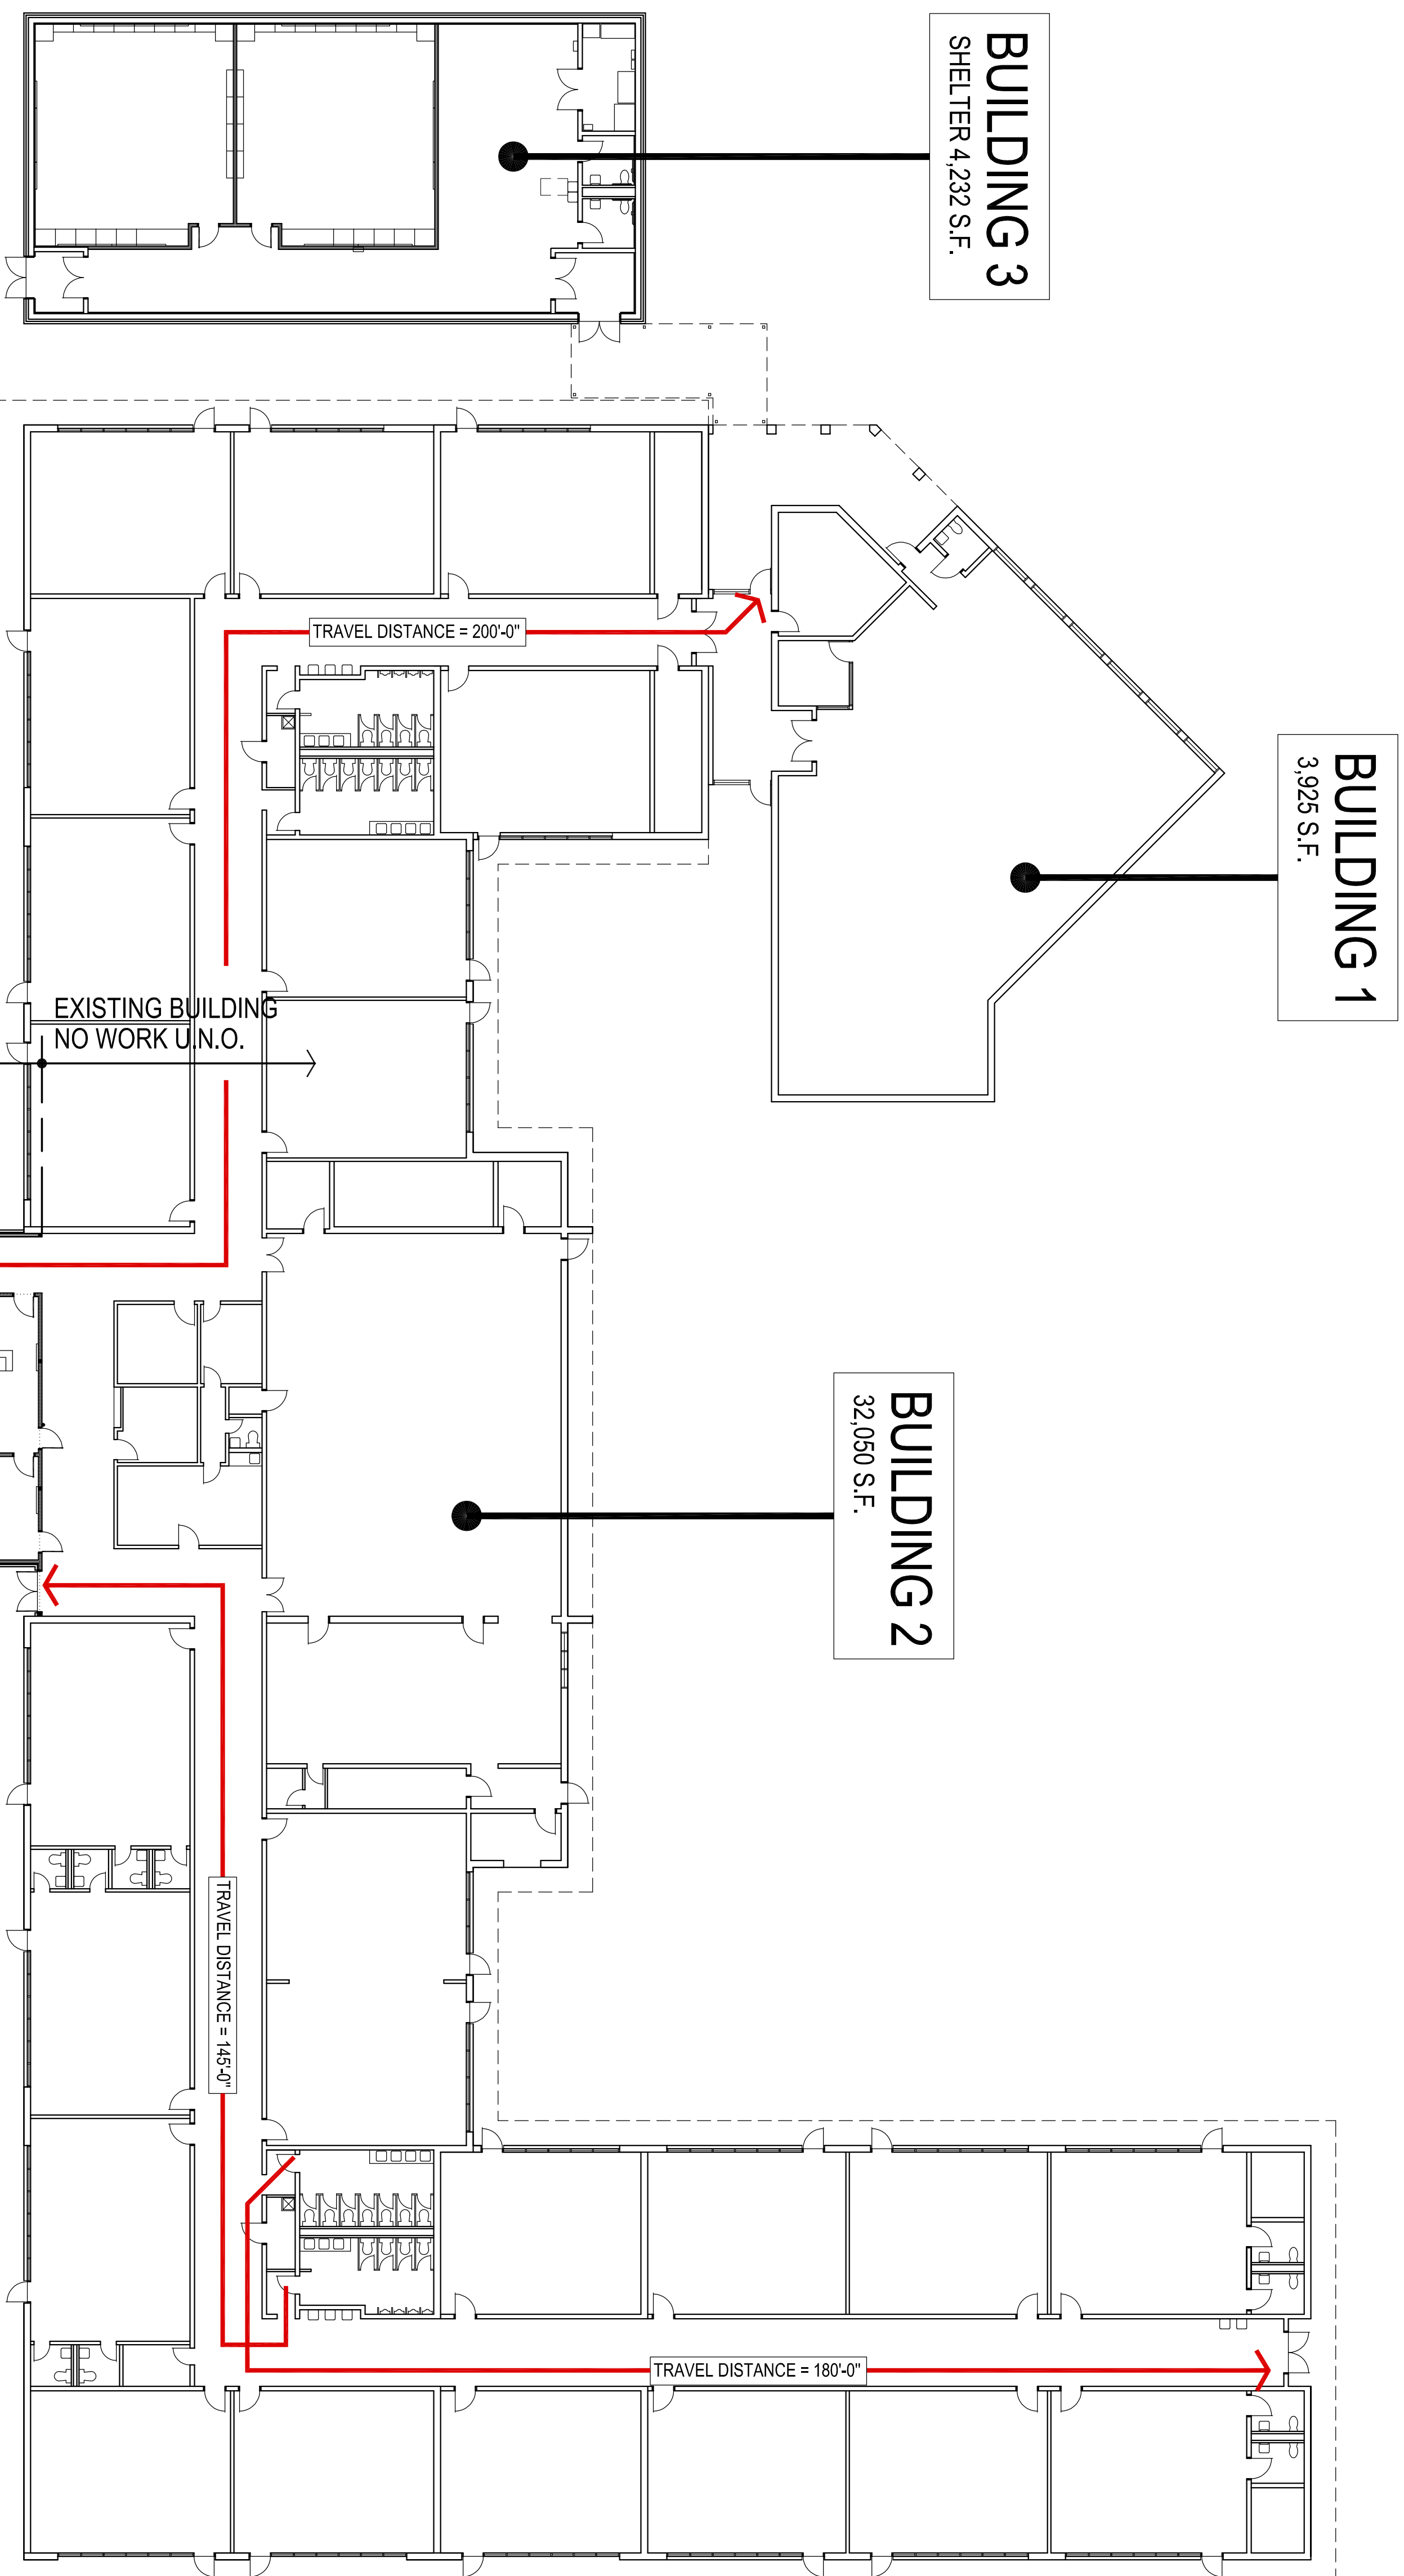 BUILDING 3
SHELTER 4,232 S.F.
BUILDING 1
3,925 S.F.
TRAVEL DISTANCE = 200'-0"
EXISTING BUILDING
NO WORK U.N.O.
BUILDING 2
32,050 S.F.
TRAVEL DISTANCE = 145'-0"
TRAVEL DISTANCE = 180'-0"